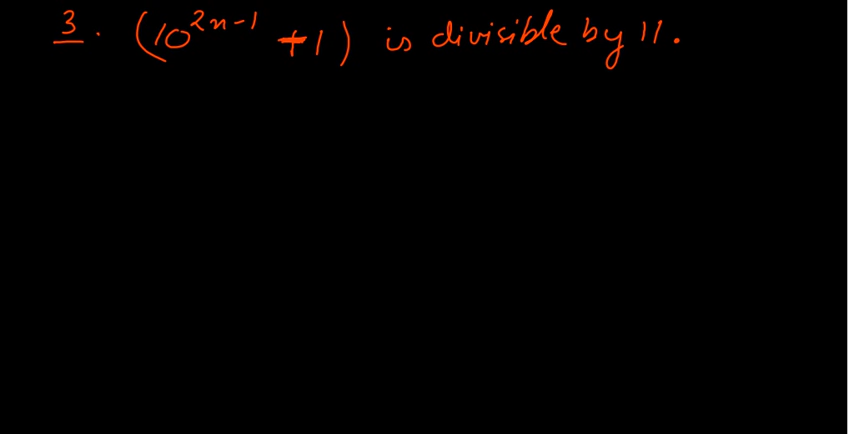 3. (10^{2n-1} + 1) is divisible by 11.